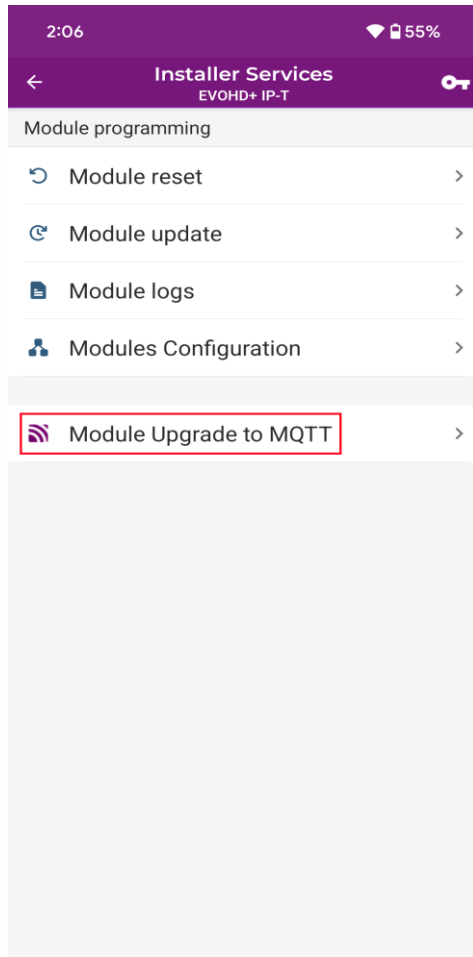 2:06 55%
Installer Services
EVOHD+ IP-T
Module programming
Module reset
Module update
Module logs
Modules Configuration
Module Upgrade to MQTT